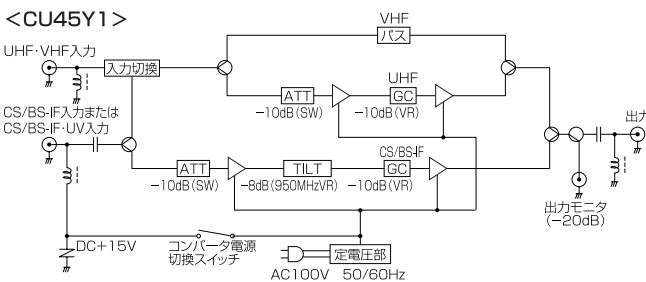 <CU45Y1>
VHF
パス
UHF・VHF入力
入力切換
UHF
ATT
GC
-10dB(SW)
-10dB(VR)
CS/BS-IF入力または
CS/BS-IF・UV入力
出力
CS/BS-IF
ATT
TILT
GC
-10dB(SW)
-8dB(950MHzVR)
-10dB(VR)
出力モニタ
(-20dB)
DC+15V
コンバータ電源
切換スイッチ
定電圧部
AC100V 50/60Hz